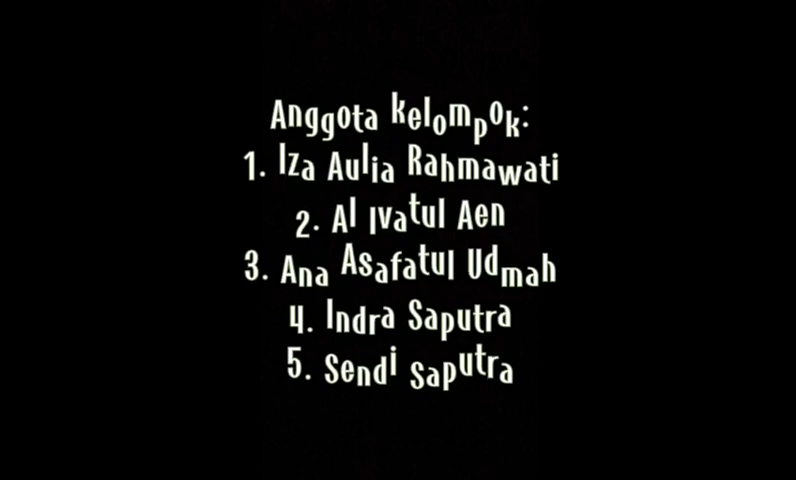 Anggota kelompok:
1. Iza Aulia Rahmawati
2. Al Ivatul Aen
3. Ana Asafatul Udmah
4. Indra Saputra
5. Sendi Saputra